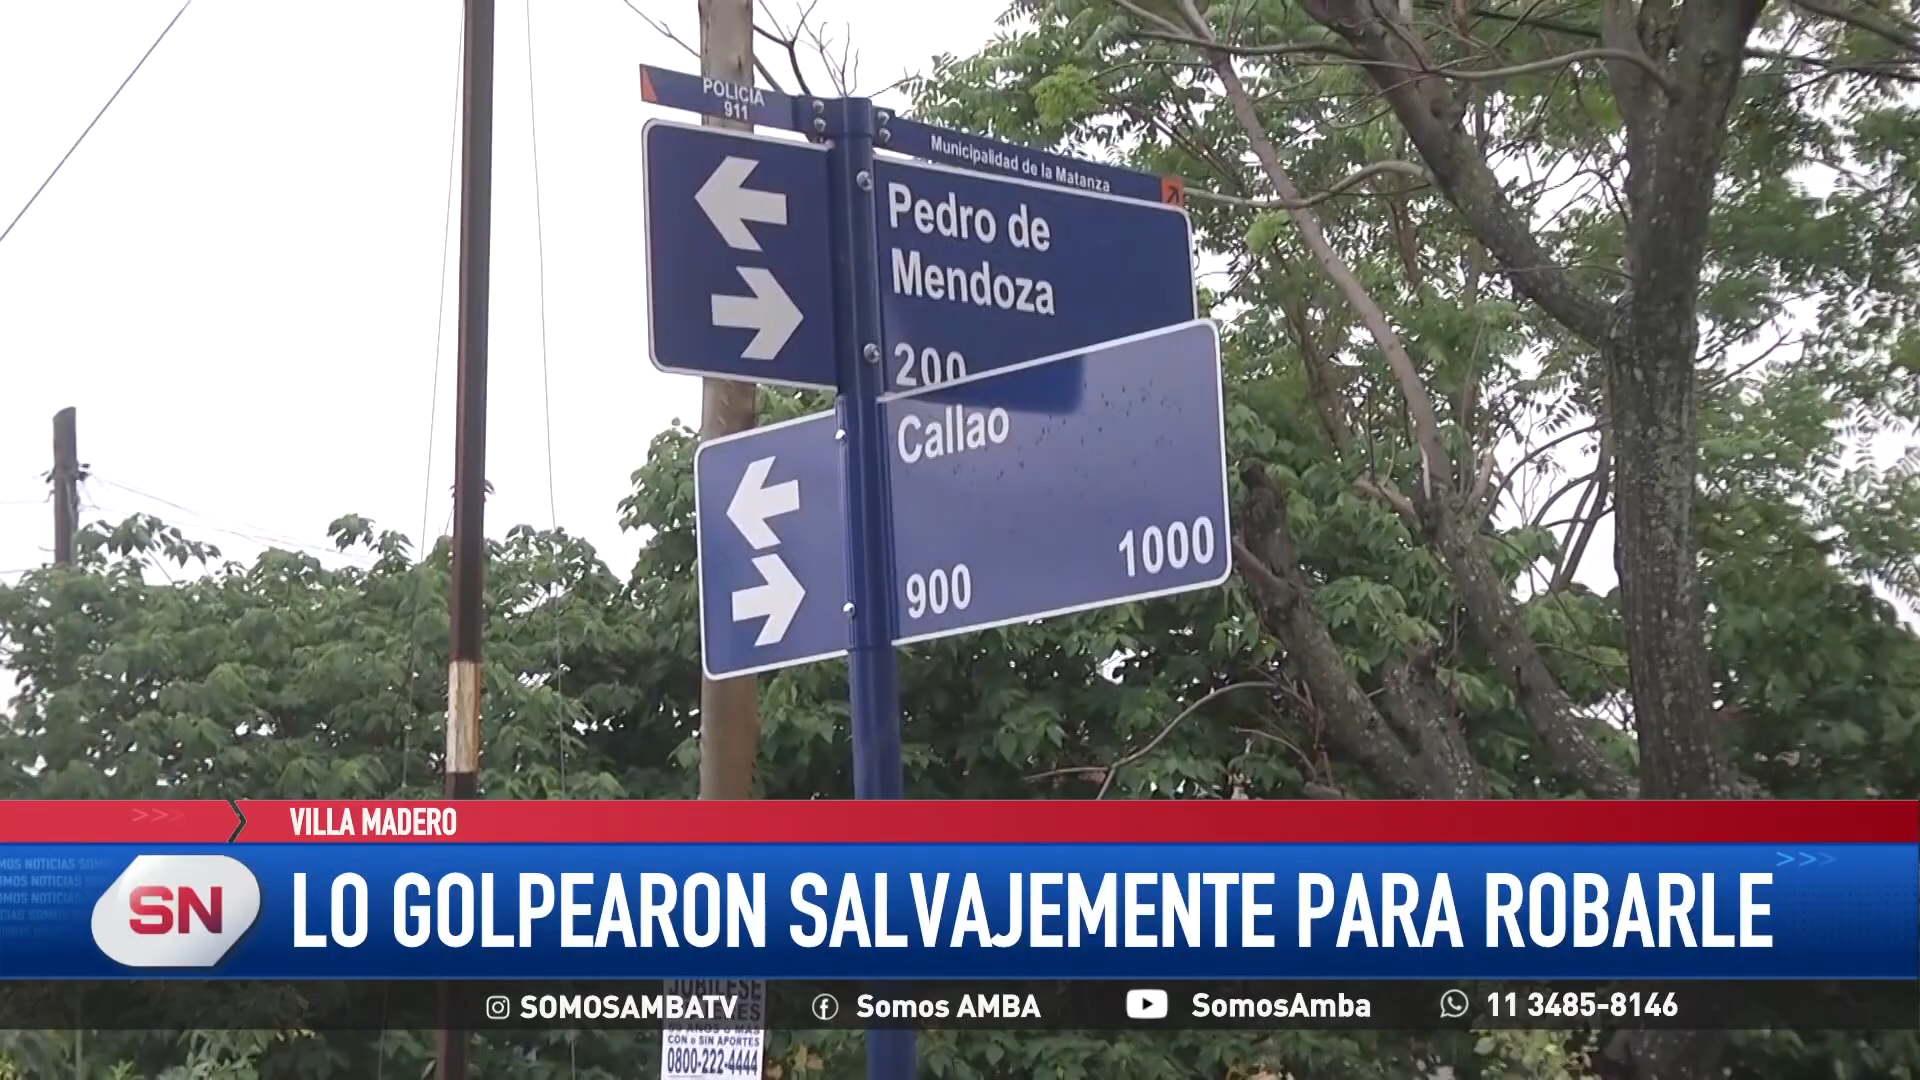 POLICIA
911
Municipalidad de la Matanza
Pedro de
Mendoza
200
Callao
900
1000
VILLA MADERO
SN
LO GOLPEARON SALVAJEMENTE PARA ROBARLE
SOMOSAMBATV
Somos AMBA
SomosAmba
11 3485-8146
JUBILESE
CON o SIN APORTES
0800-222-4444